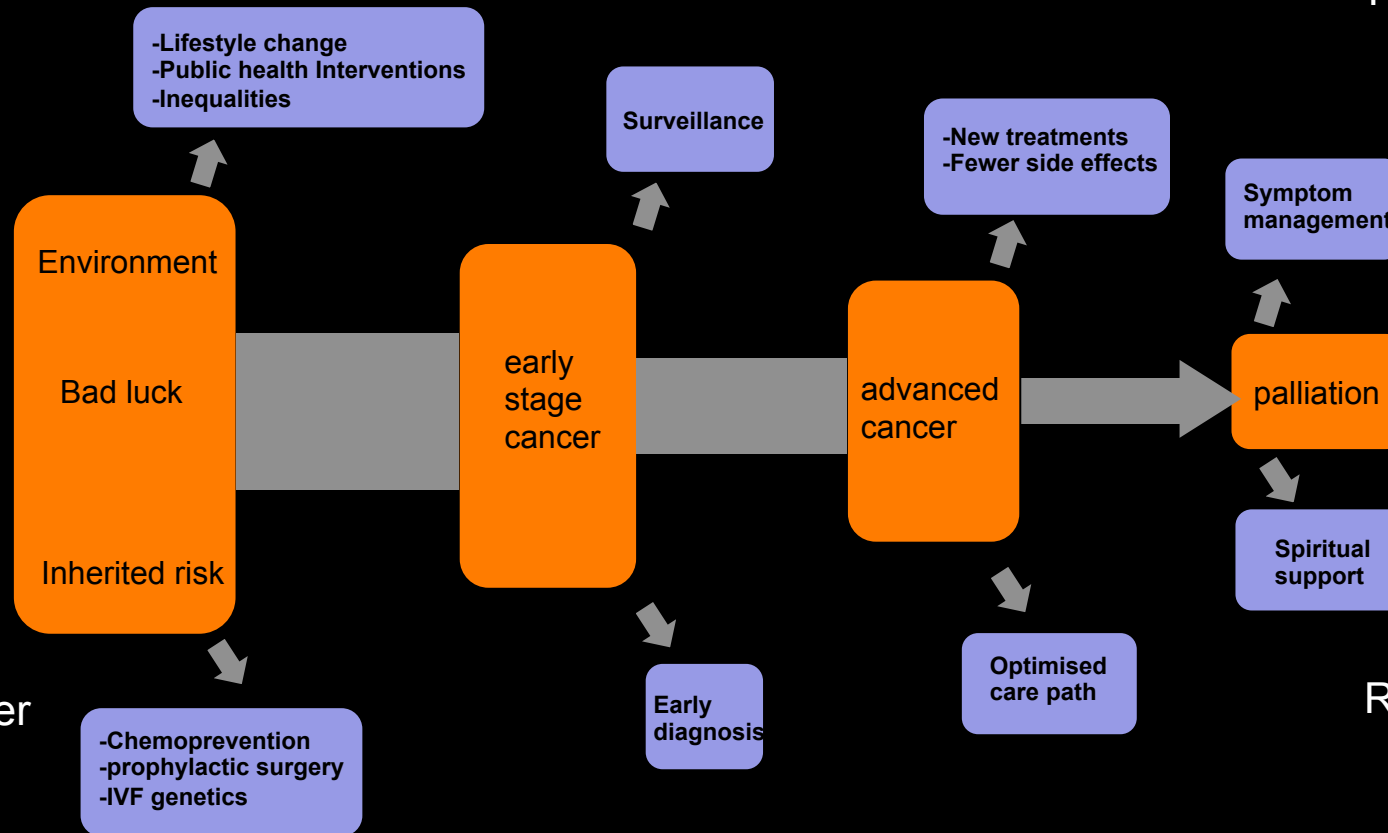 -Lifestyle change
-Public health Interventions
-Inequalities
Surveillance
-New treatments
-Fewer side effects
Symptom
management
Environment
Bad luck
Inherited risk
early
stage
cancer
advanced
cancer
palliation
Spiritual
support
Optimised
care path
Early
diagnosis
er
R
-Chemoprevention
-prophylactic surgery
-IVF genetics